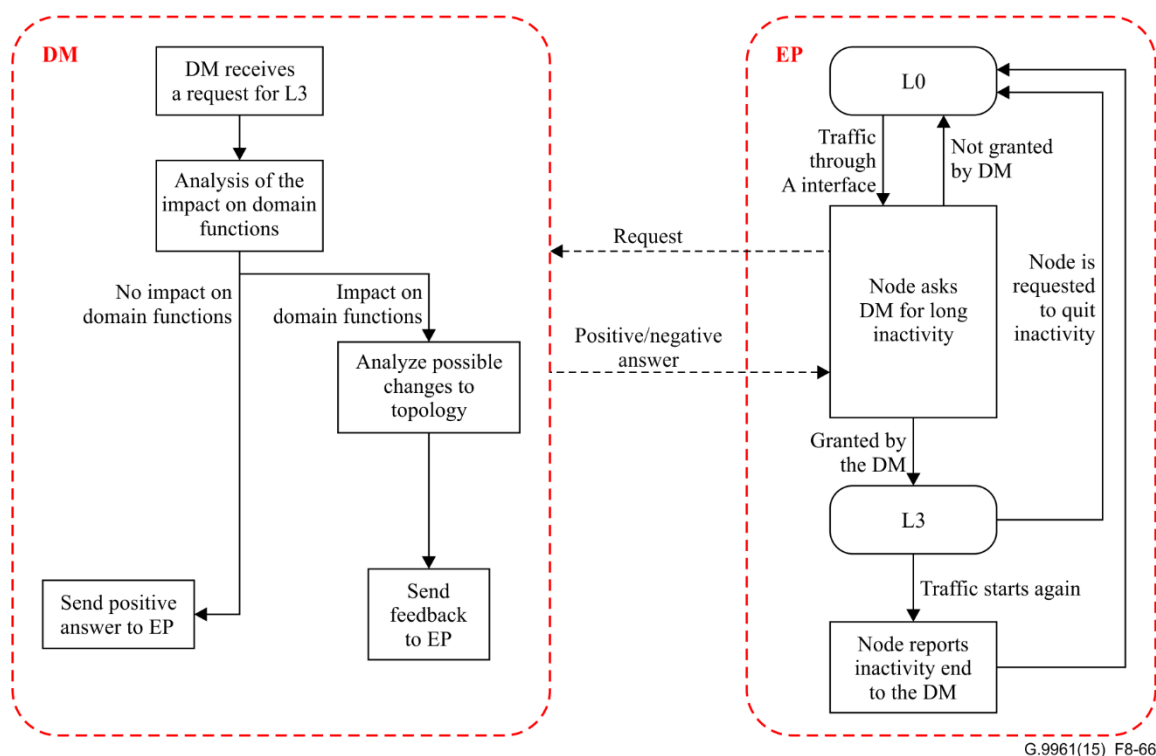 DM
DM receives
a request for L3
Analysis of the
impact on domain
functions
No impact on
domain functions
Impact on
domain functions
Analyze possible
changes to
topology
Send positive
answer to EP
Send
feedback
to EP
Request
Positive/negative
answer
EP
L0
Traffic
through
A interface
Not granted
by DM
Node asks
DM for long
inactivity
Node is
requested
to quit
inactivity
Granted by
the DM
L3
Traffic starts again
Node reports
inactivity end
to the DM
G.9961(15)_F8-66